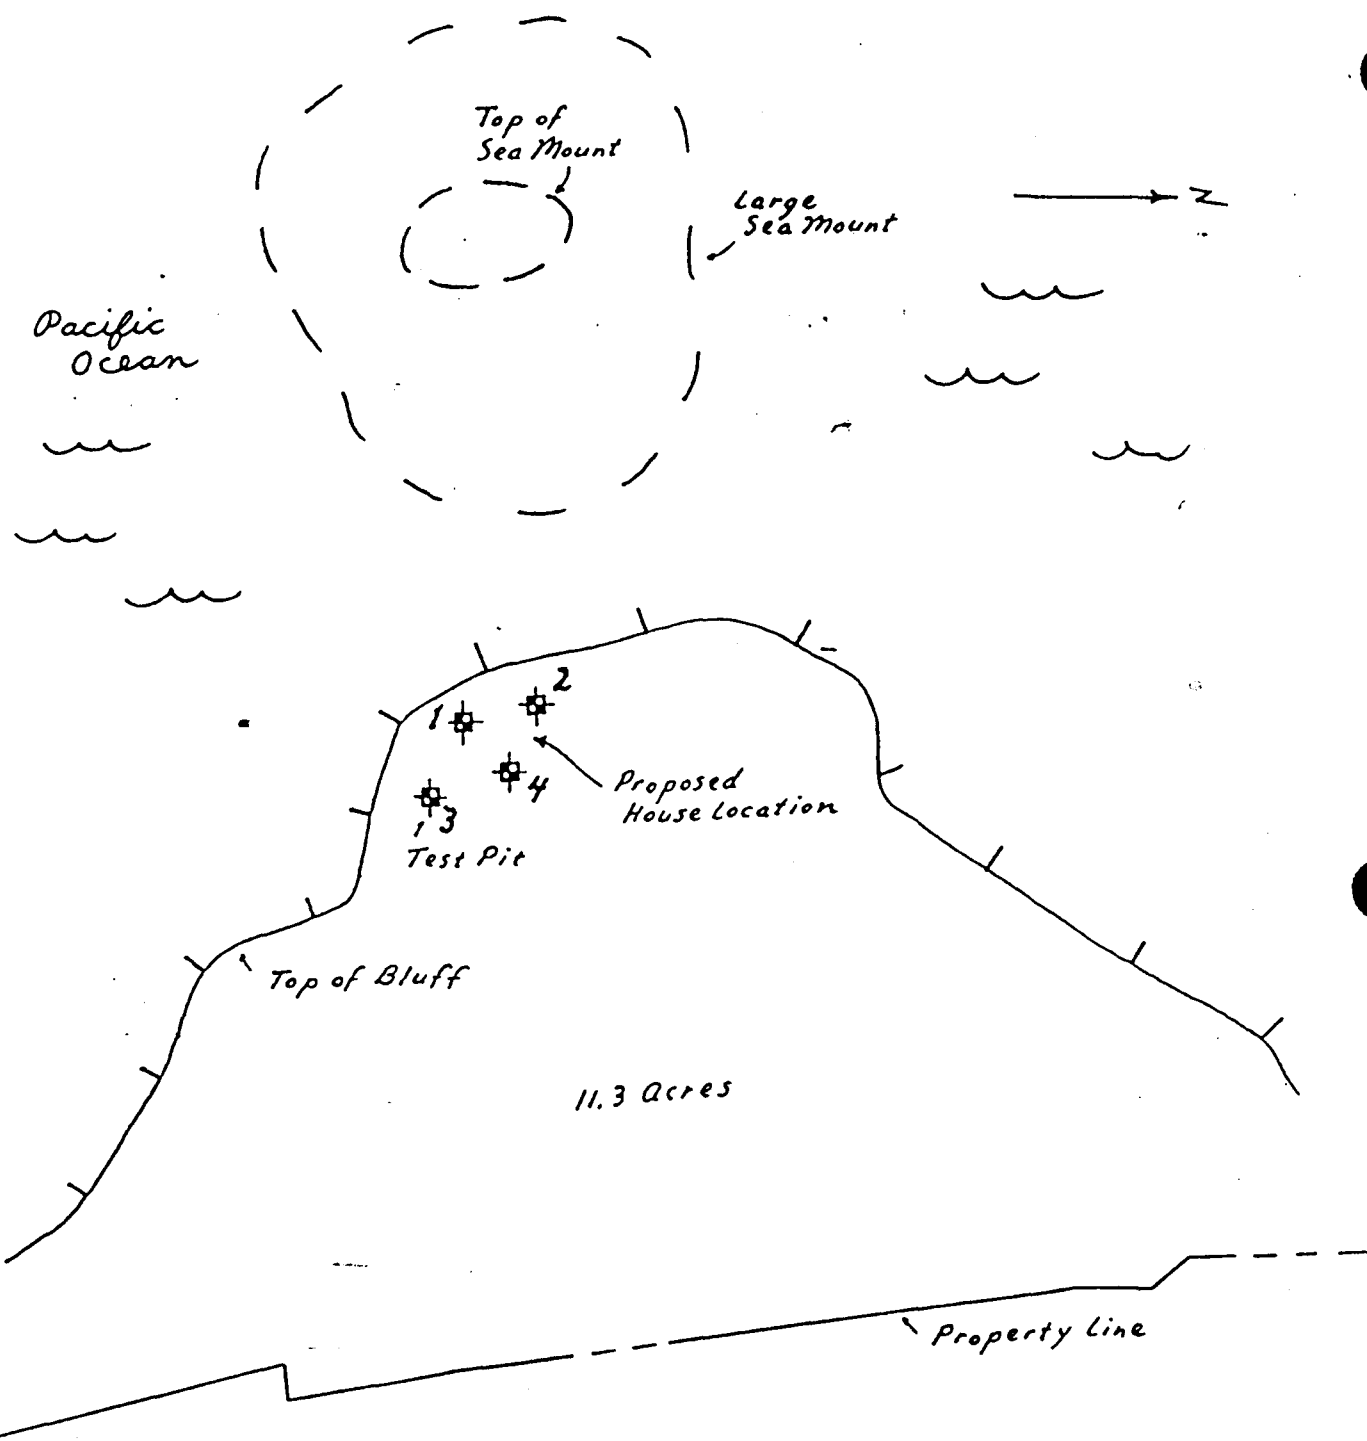 Top of
Sea Mount
Large
Sea Mount
N
Pacific
Ocean
2
1
4
Proposed
House Location
3
Test Pit
Top of Bluff
11.3 Acres
Property Line